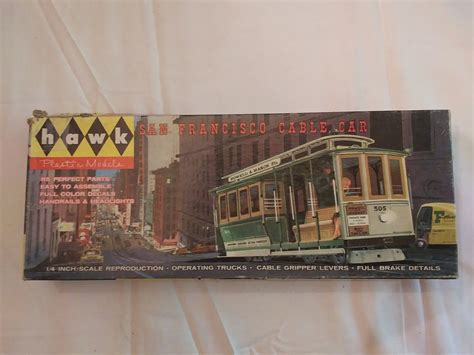 hawk
Plastic Models
SAN FRANCISCO CABLE CAR
PERFECT PARTS
EASY TO ASSEMBLE
FULL COLOR DECALS
HANDRAILS & HEADLIGHTS
505
1/4 INCH-SCALE REPRODUCTION • OPERATING TRUCKS • CABLE GRIPPER LEVERS • FULL BRAKE DETAILS